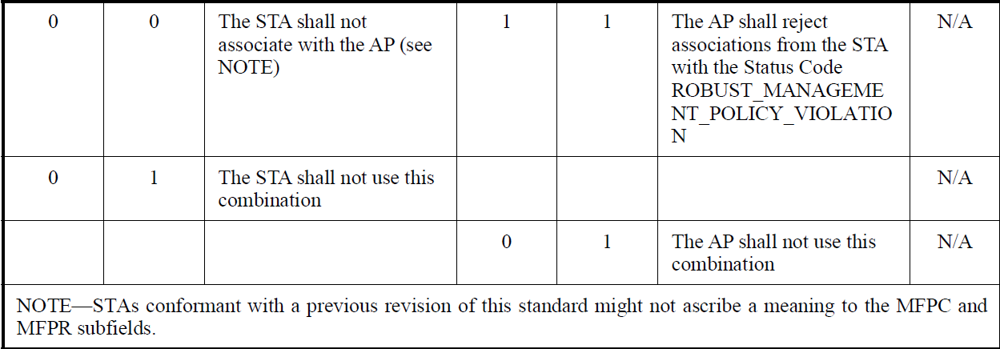 0 0 The STA shall not 1 1 The AP shall reject N/A
associate with the AP (see associations from the STA
NOTE) with the Status Code
ROBUST_MANAGEME
NT_POLICY_VIOLATIO
N
0 1 The STA shall not use this N/A
combination
0 1 The AP shall not use this N/A
combination
NOTE—STAs conformant with a previous revision of this standard might not ascribe a meaning to the MFPC and
MFPR subfields.